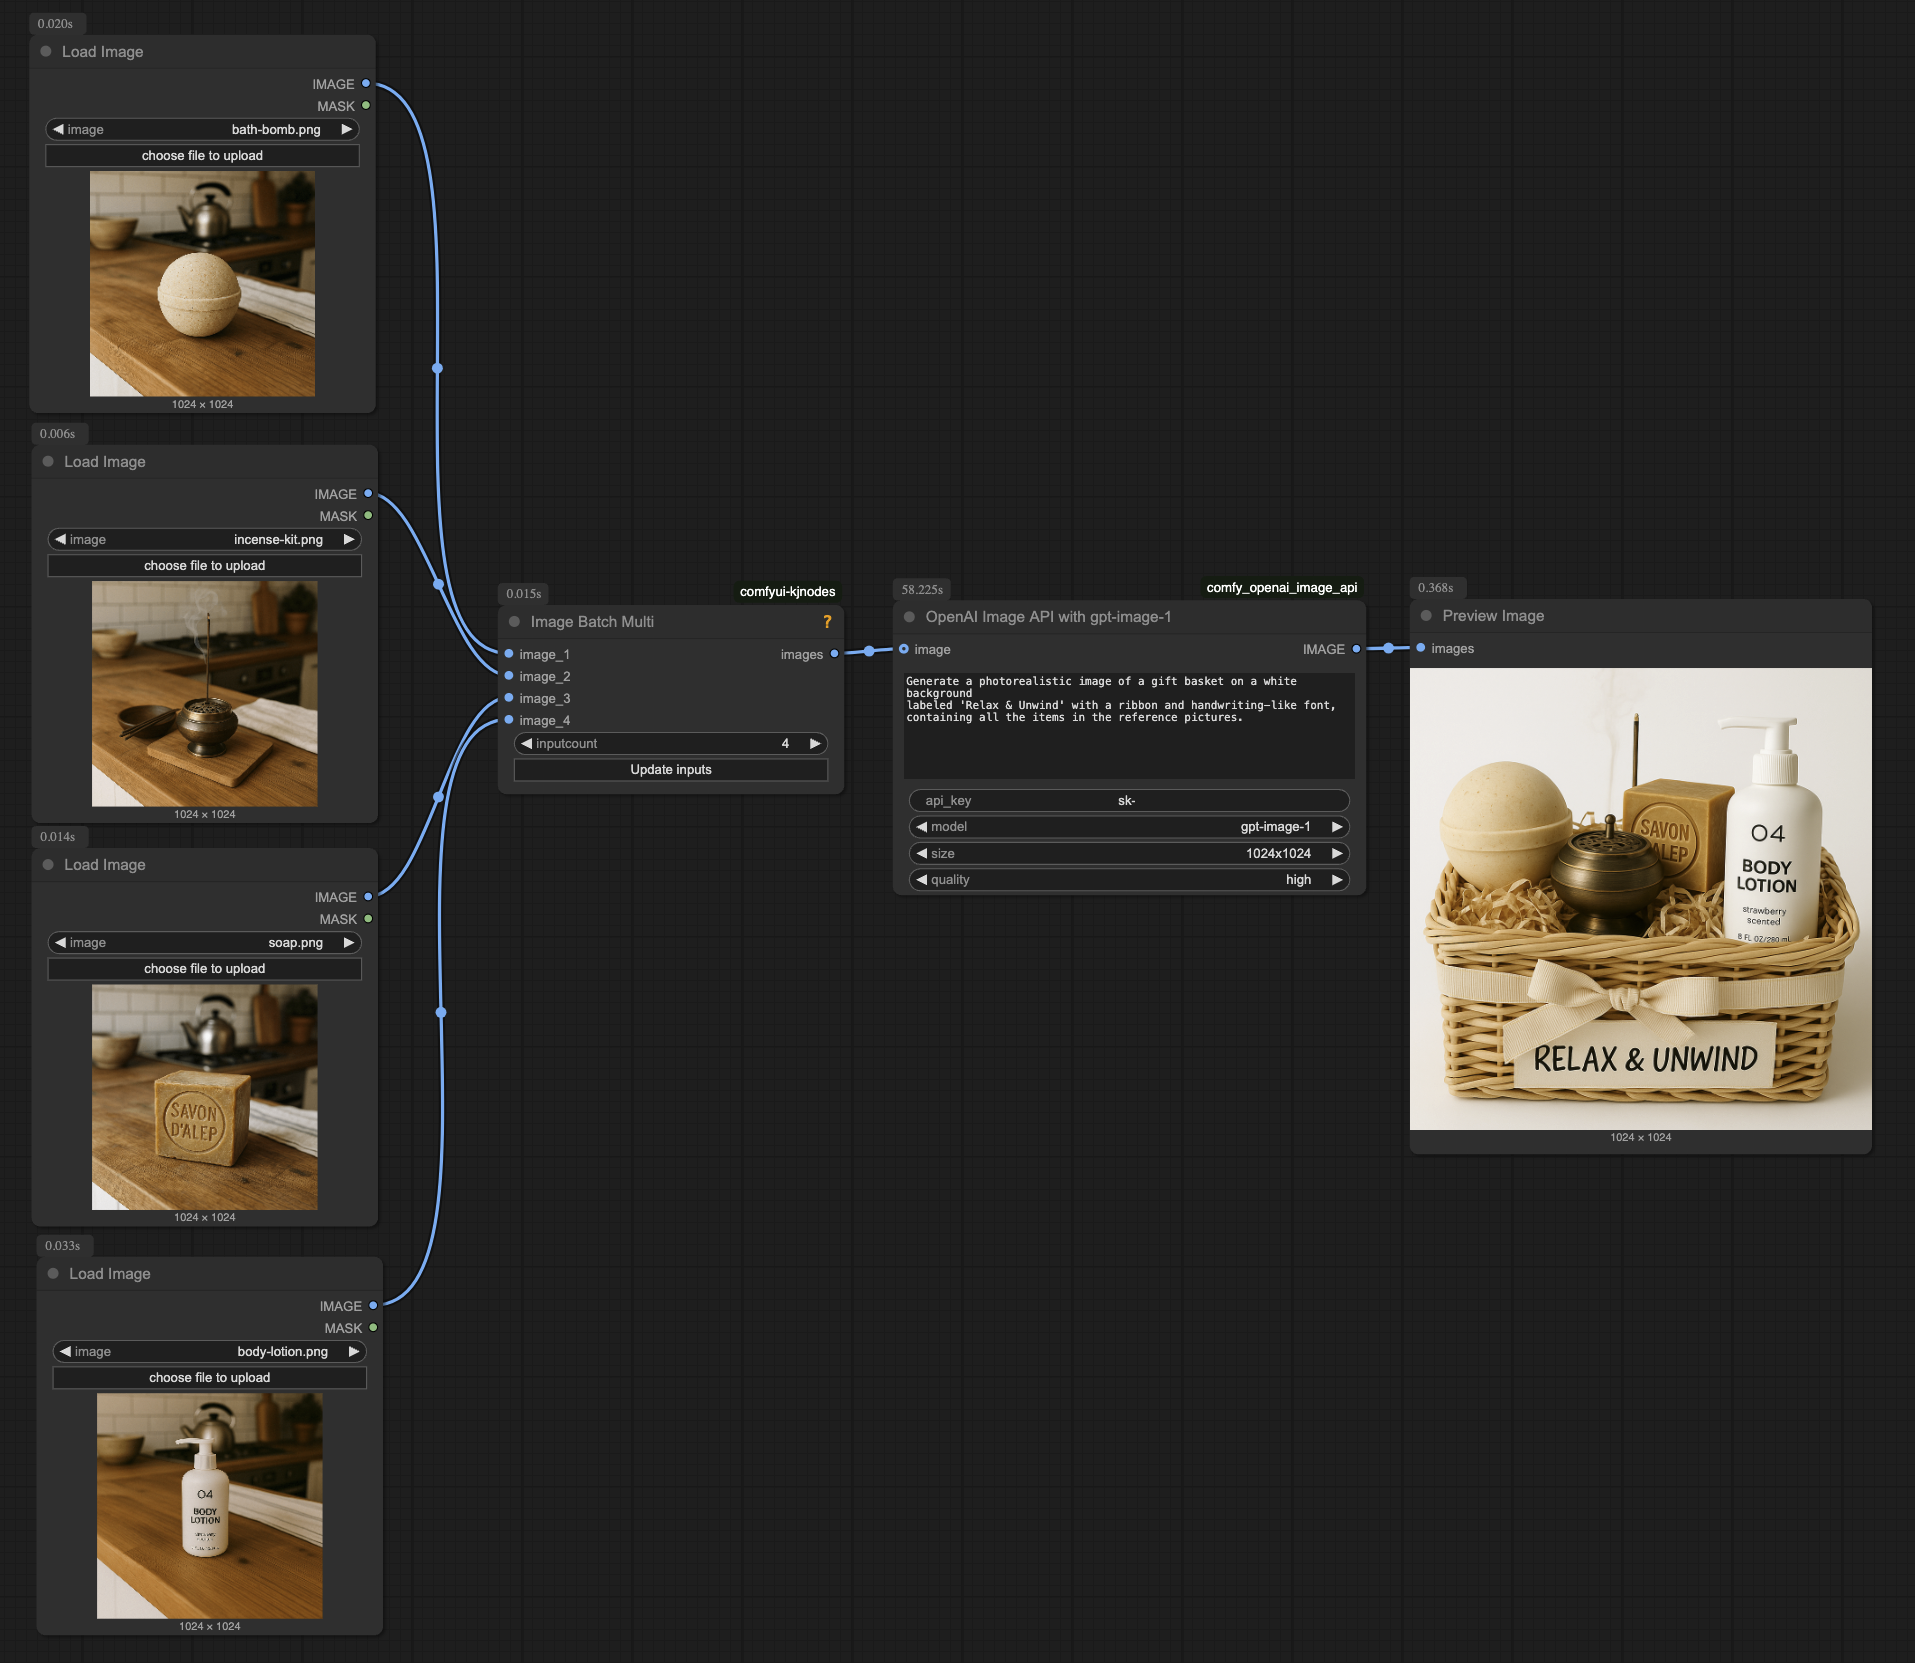 0.020s
Load Image
IMAGE
MASK
image bath-bomb.png
choose file to upload
1024 × 1024
0.006s
Load Image
IMAGE
MASK
image incense-kit.png
choose file to upload
1024 × 1024
0.014s
Load Image
IMAGE
MASK
image soap.png
choose file to upload
SAVON
D'ALEP
1024 × 1024
0.033s
Load Image
IMAGE
MASK
image body-lotion.png
choose file to upload
04
BODY
LOTION
1024 × 1024
0.015s
comfyui-kjnodes
Image Batch Multi ?
image_1 images
image_2
image_3
image_4
inputcount 4
Update inputs
58.225s
comfy_openai_image_api
OpenAI Image API with gpt-image-1
image IMAGE
Generate a photorealistic image of a gift basket on a white
background
labeled 'Relax & Unwind' with a ribbon and handwriting-like font,
containing all the items in the reference pictures.
api_key sk-
model gpt-image-1
size 1024x1024
quality high
0.368s
Preview Image
images
SAVON
ALEP
04
BODY
LOTION
strawberry
scented
8 FL OZ/280 ml
RELAX & UNWIND
1024 × 1024